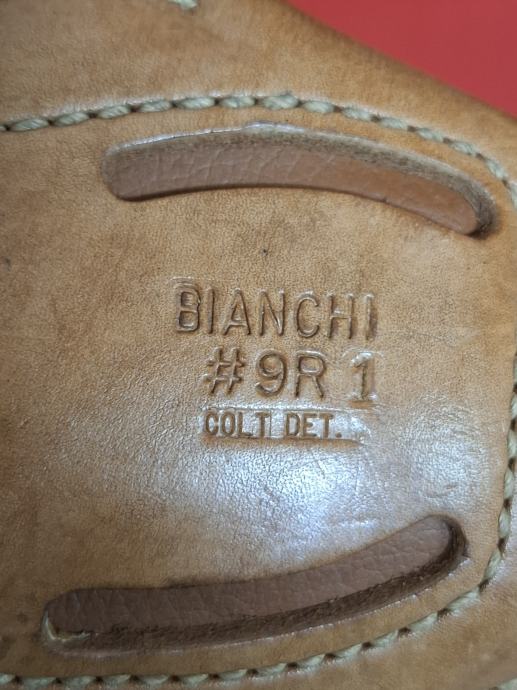 BIANCHI
#9R 1
COLT DET.